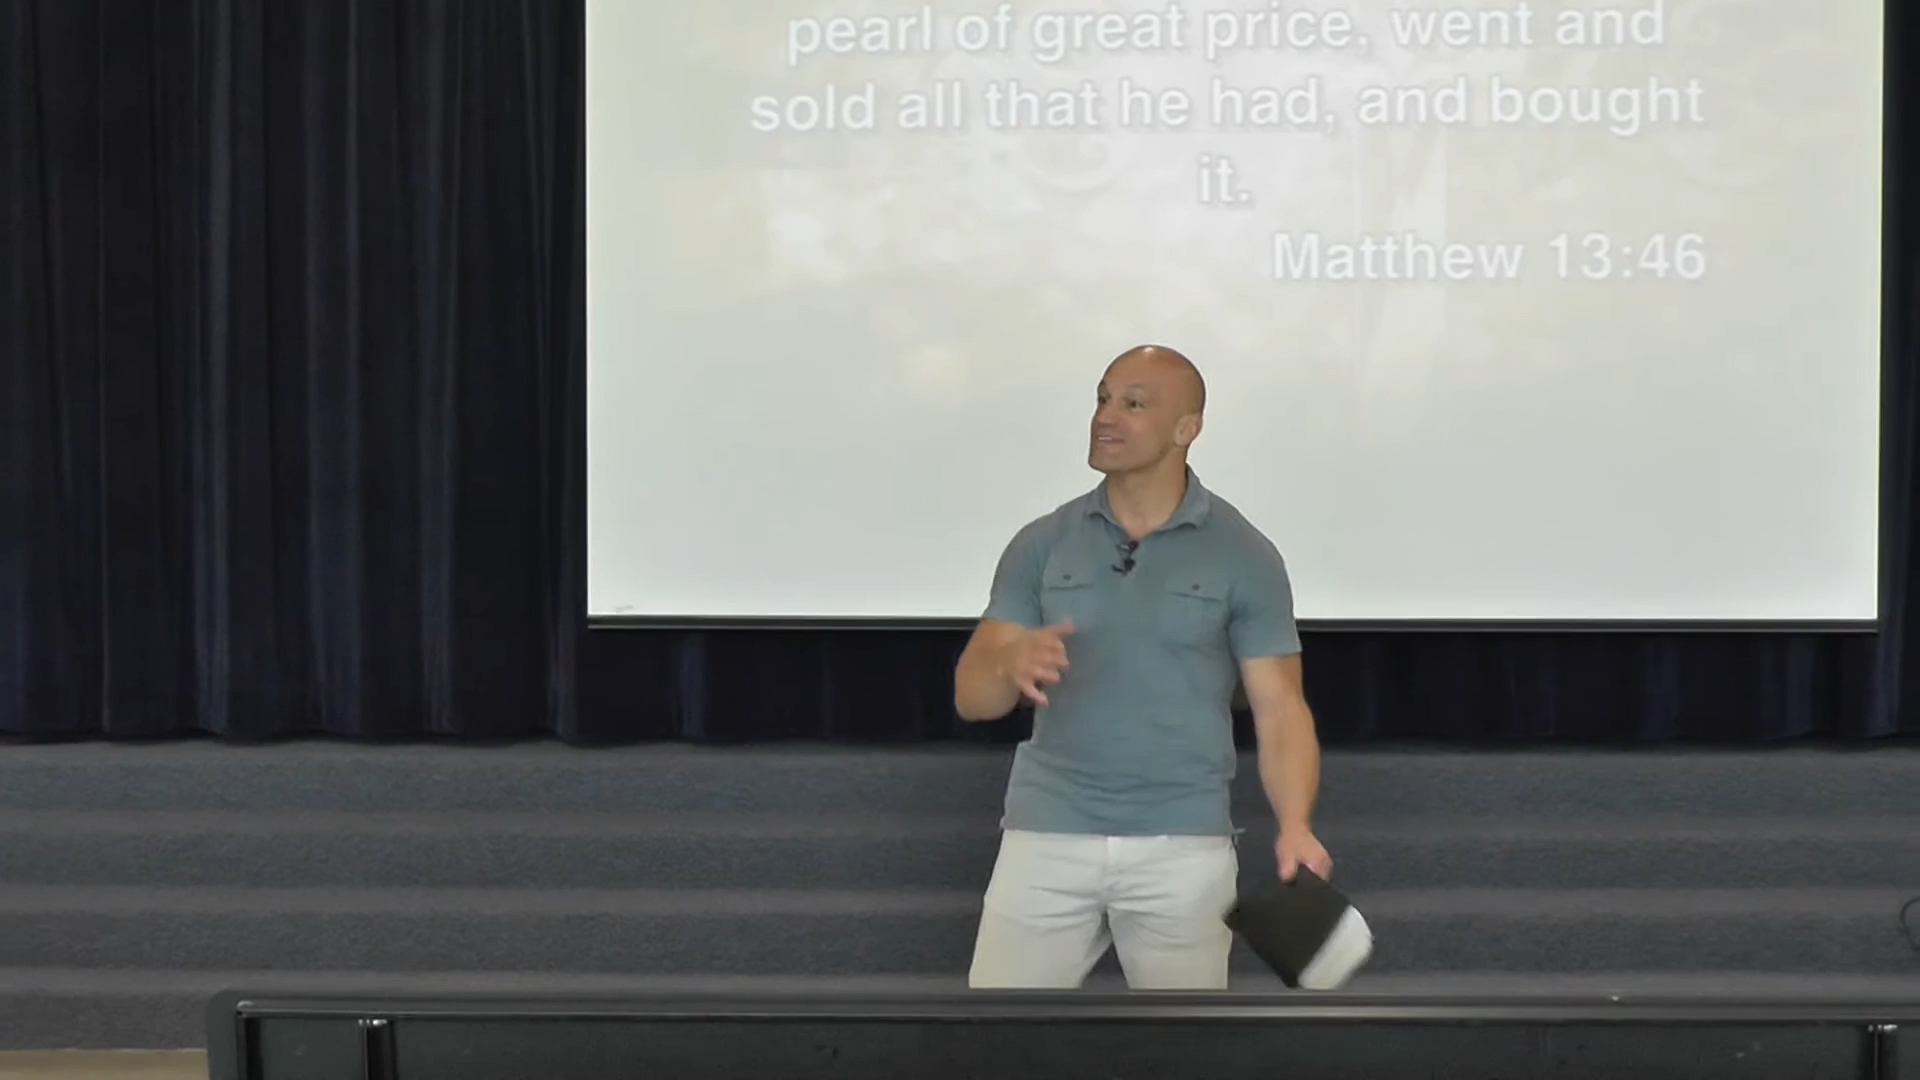 pearl of great price, went and
sold all that he had, and bought
it.
Matthew 13:46